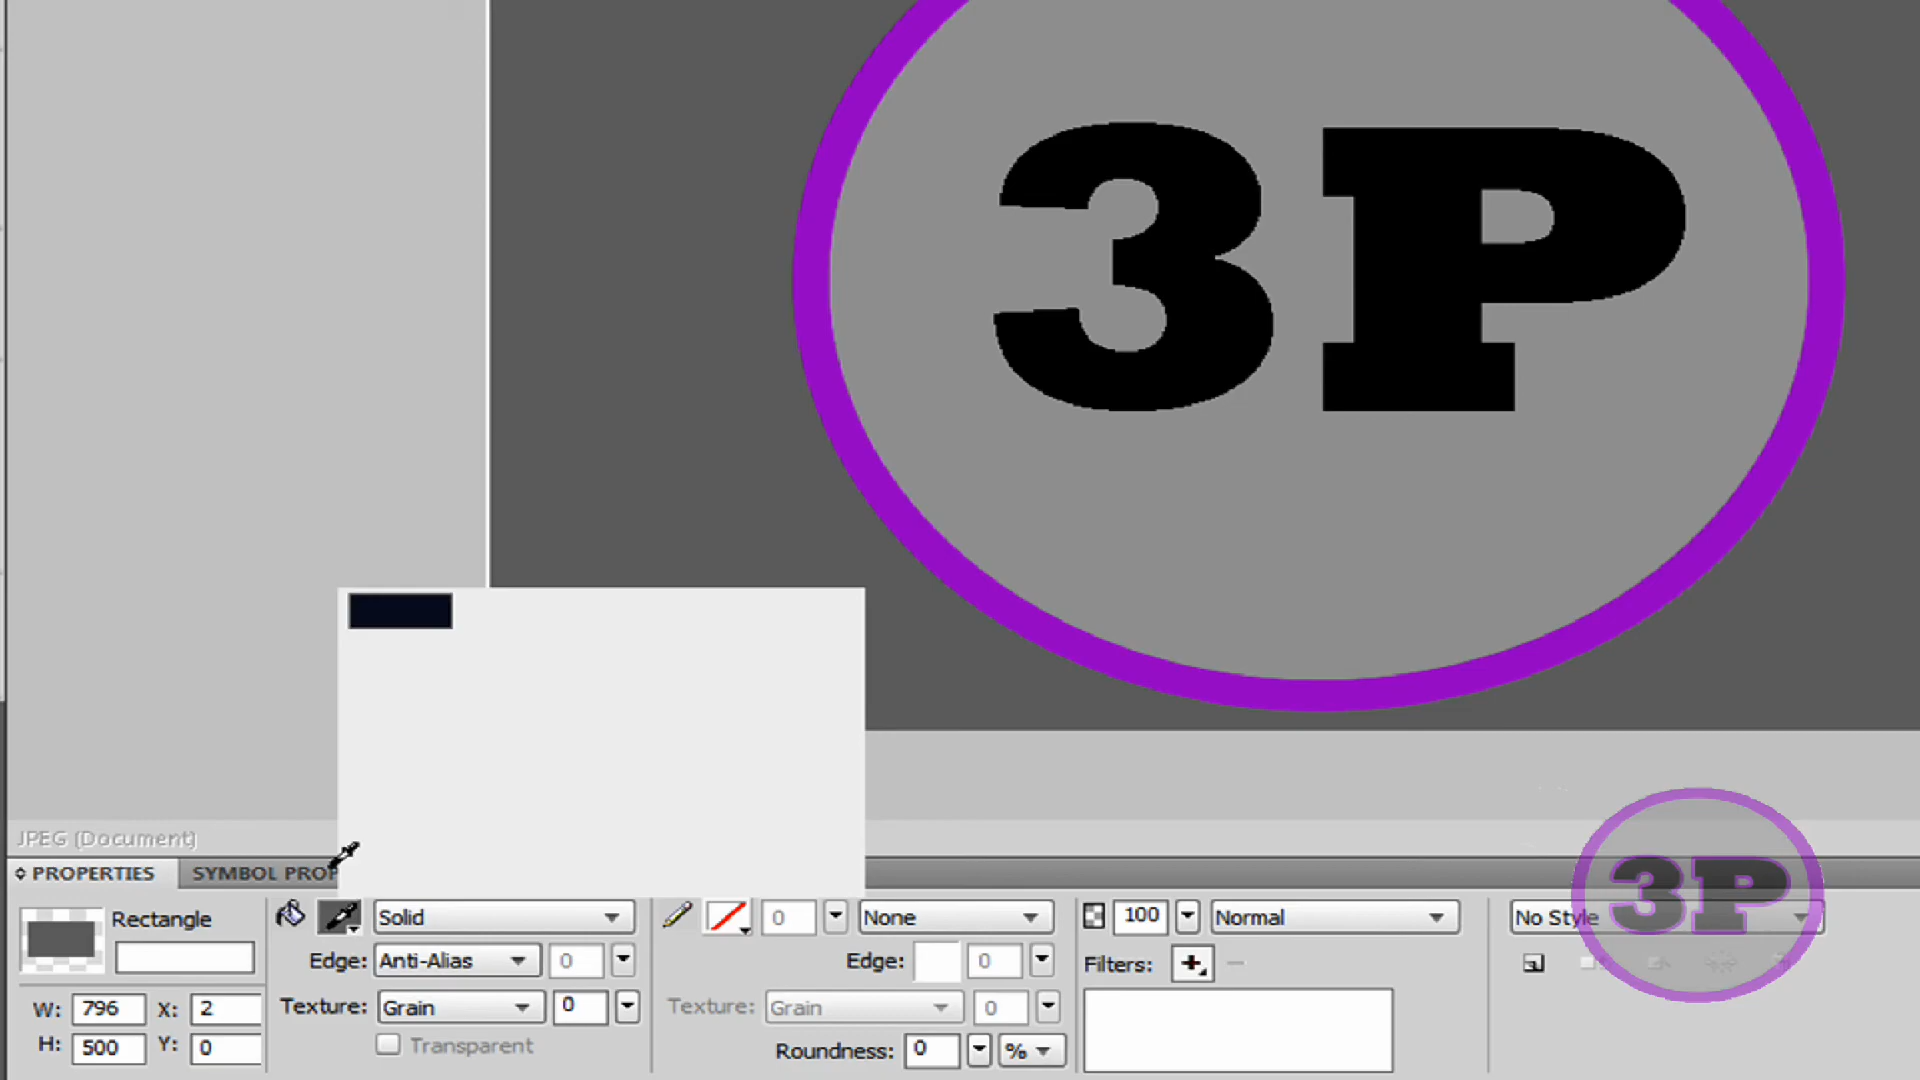 3P
JPEG (Document)
PROPERTIES
SYMBOL PROP
Rectangle
Solid
0
None
100
Normal
No Style
3P
Edge: Anti-Alias 0
Edge: 0
Filters:
W: 796 X: 2
Texture: Grain 0
Texture: Grain 0
H: 500 Y: 0
Transparent
Roundness: 0 %